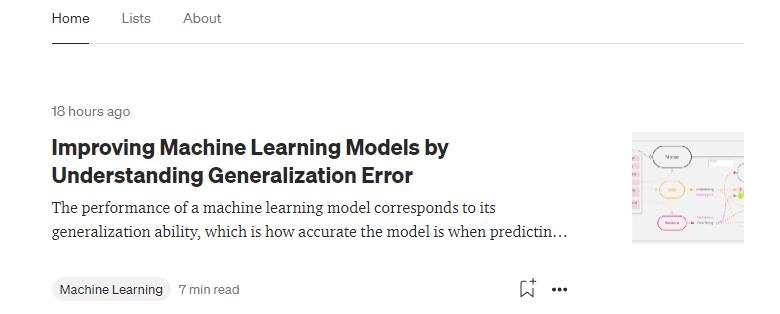 Home Lists About
18 hours ago
Improving Machine Learning Models by
Understanding Generalization Error
The performance of a machine learning model corresponds to its
generalization ability, which is how accurate the model is when predictin…
Machine Learning 7 min read
Noise